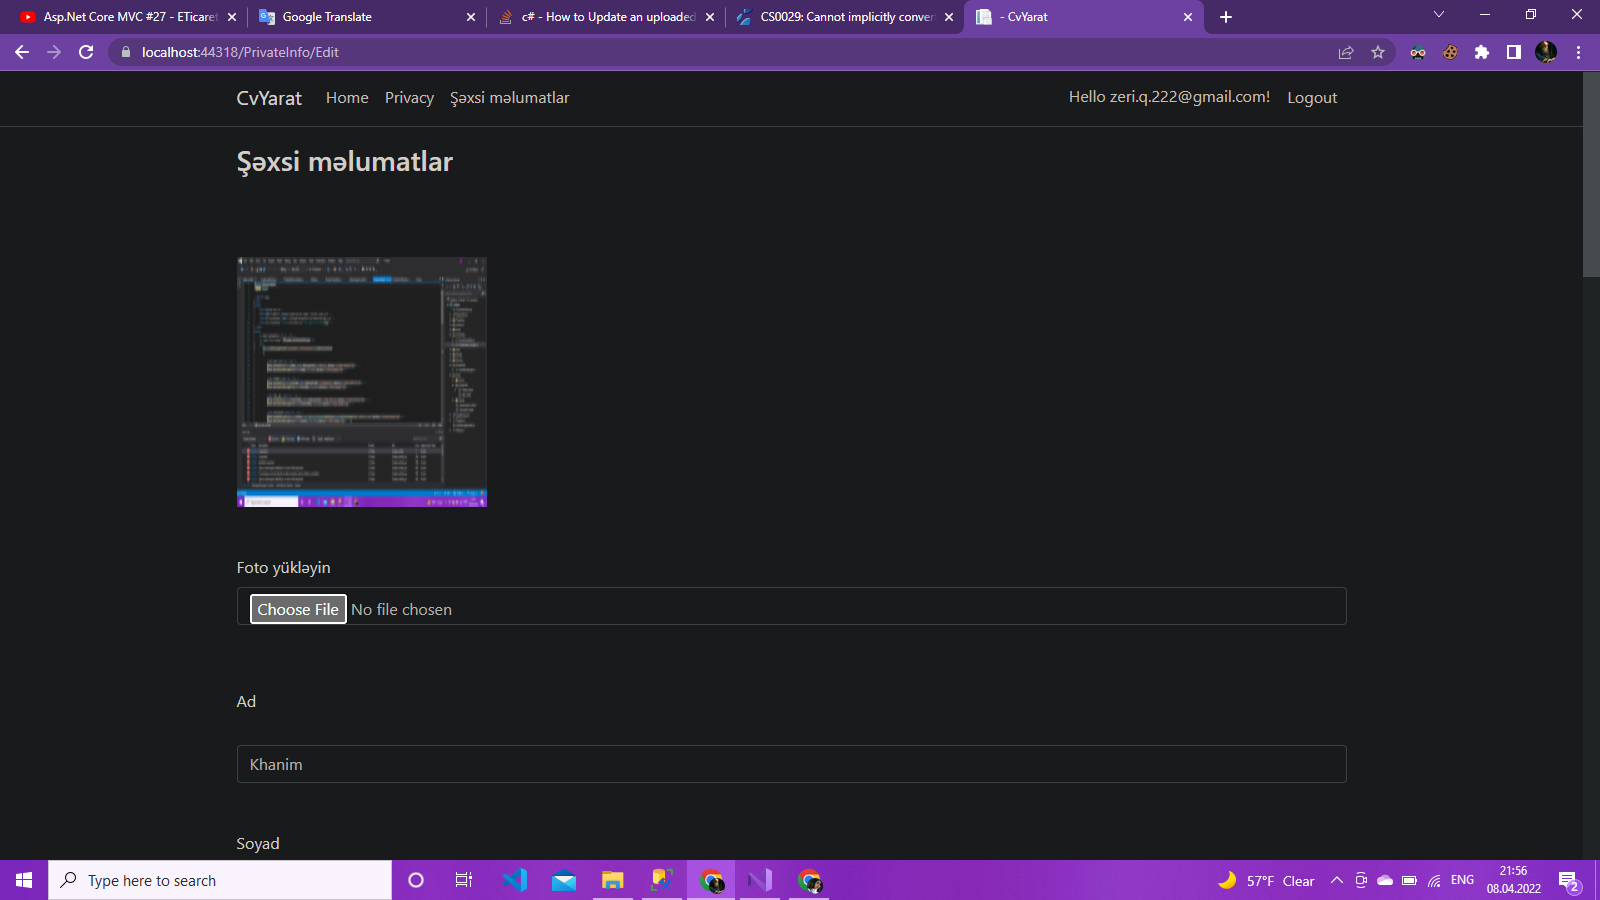 Asp.Net Core MVC #27 - ETicaret
Google Translate
c# - How to Update an uploaded
CS0029: Cannot implicitly conver
- CvYarat
localhost:44318/PrivateInfo/Edit
CvYarat
Home
Privacy
Şəxsi məlumatlar
Hello zeri.q.222@gmail.com!
Logout
Şəxsi məlumatlar
Foto yükləyin
Choose File No file chosen
Ad
Khanim
Soyad
Type here to search
57°F Clear
ENG
21:56
08.04.2022
2